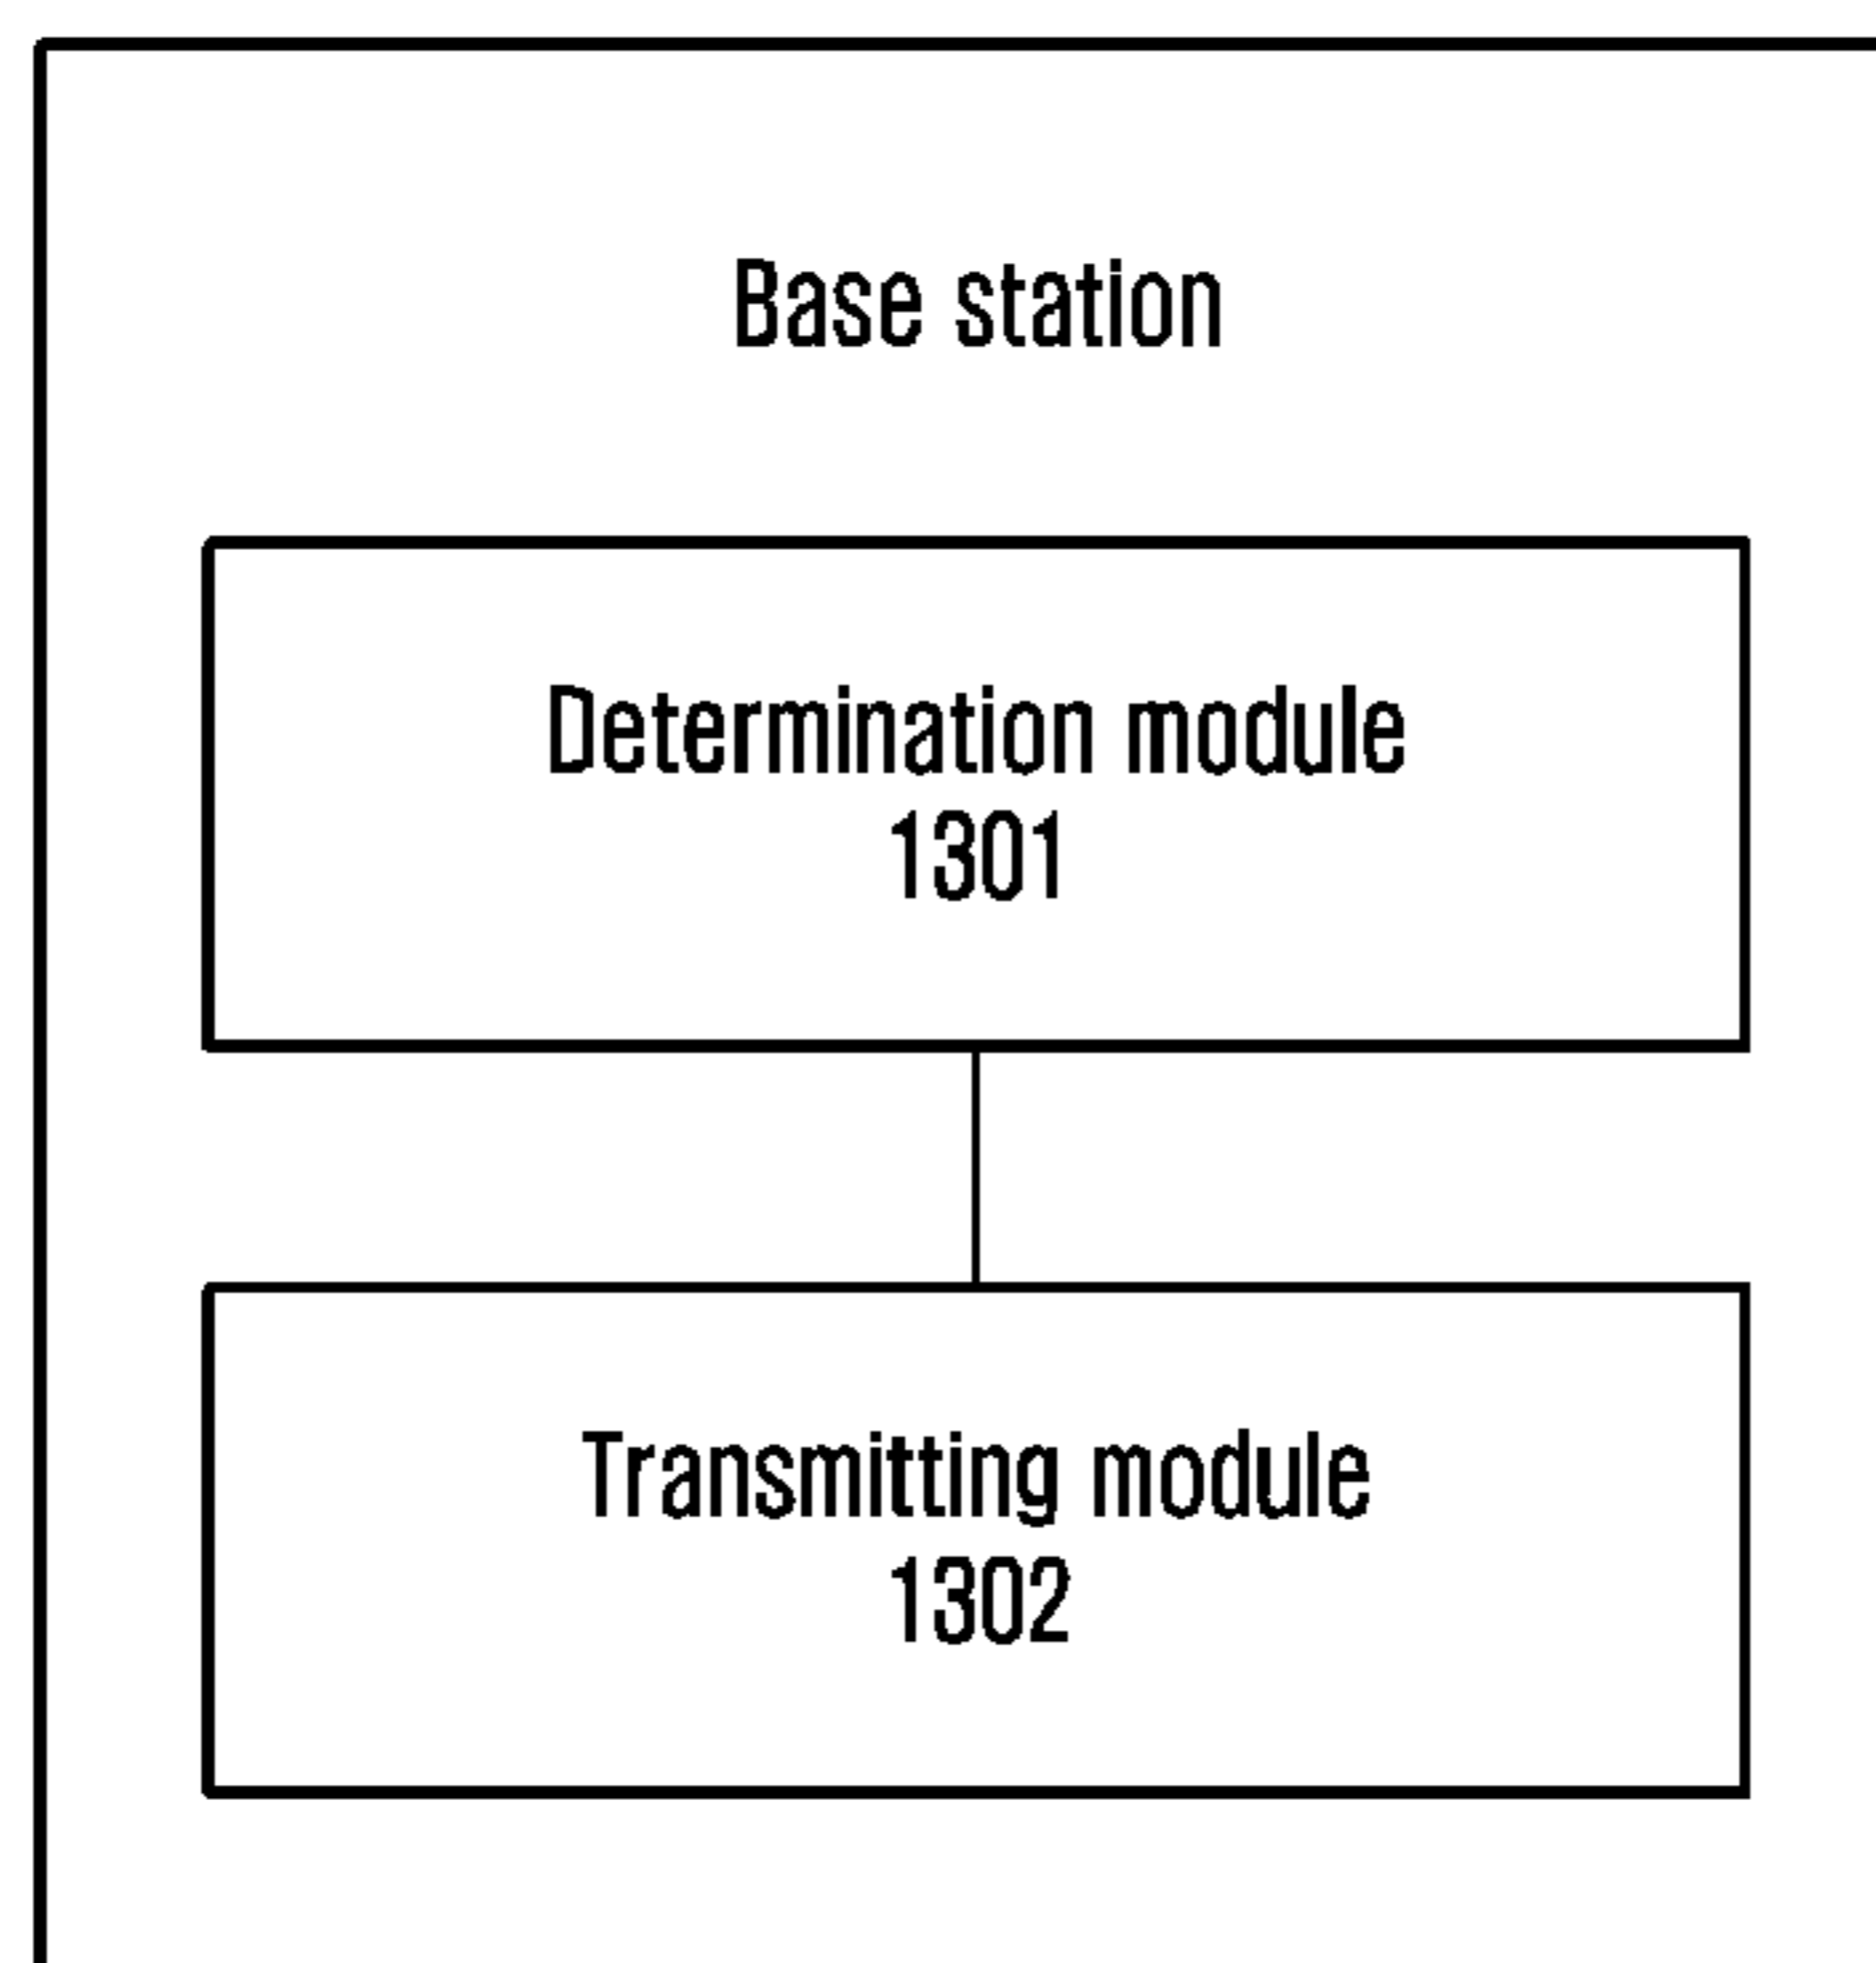 Base station
Determination module
1301
Transmitting module
1302